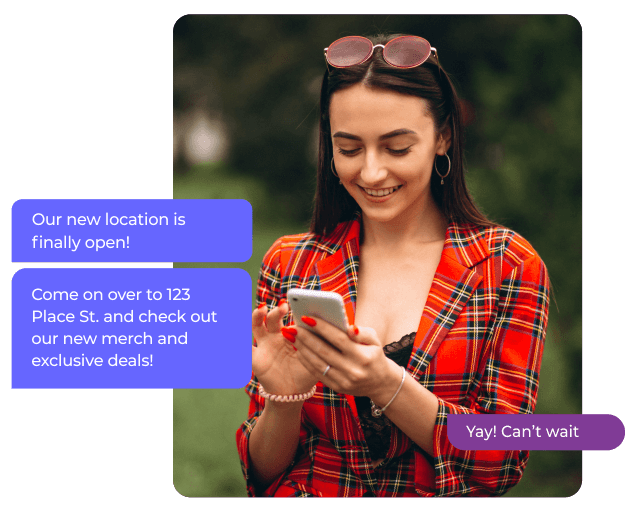 Our new location is
finally open!
Come on over to 123
Place St. and check out
our new merch and
exclusive deals!
Yay! Can’t wait